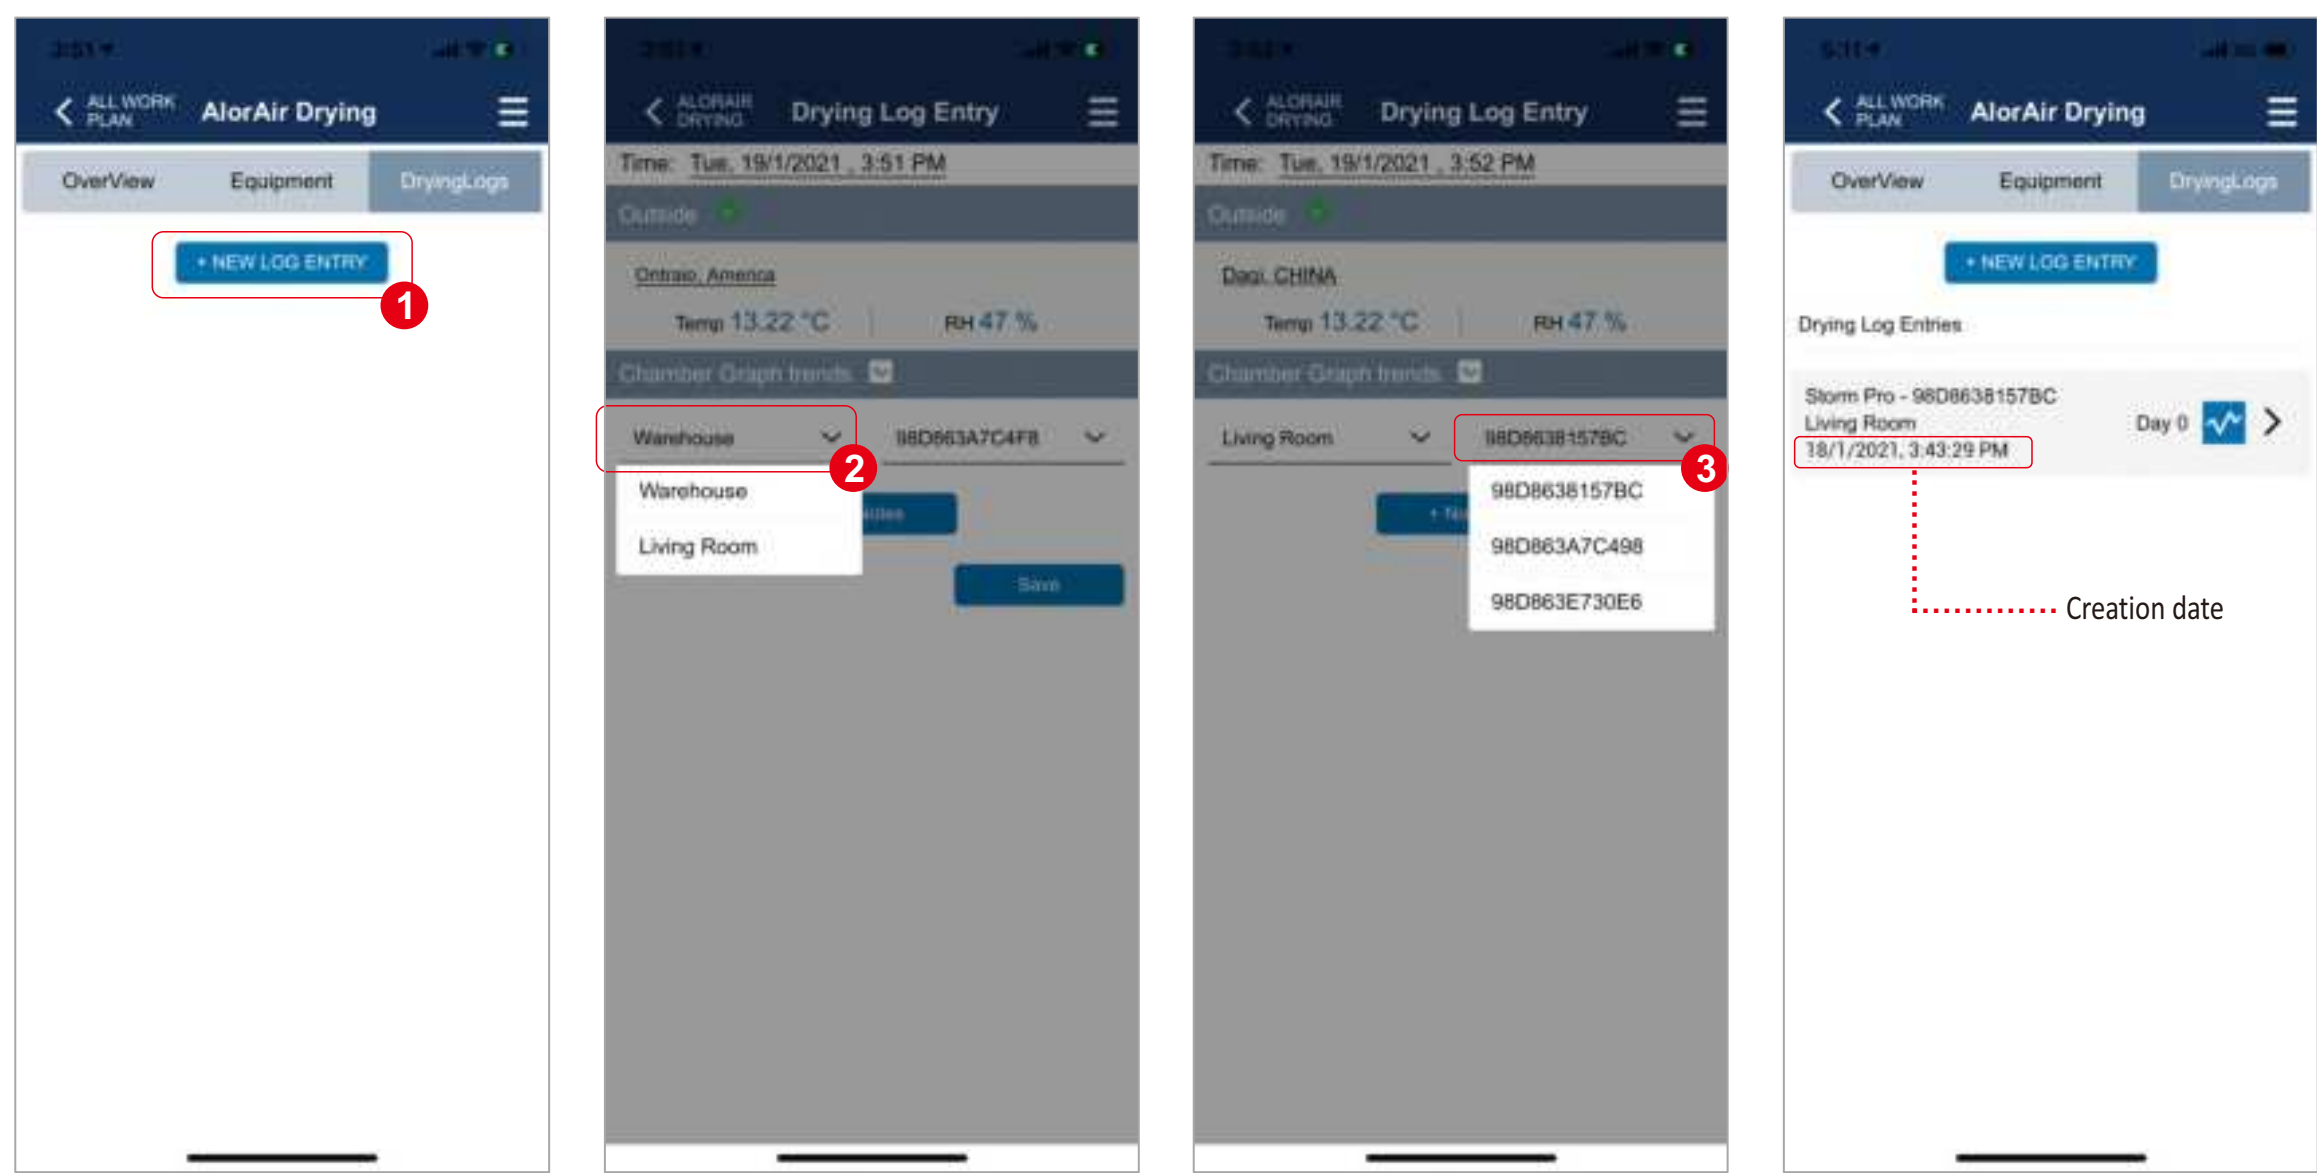 3:51
ALL WORK
PLAN
AlorAir Drying
OverView
Equipment
DryingLogs
+ NEW LOG ENTRY
1
ALORAIR
DRYING
Drying Log Entry
Time: Tue, 19/1/2021 , 3:51 PM
Outside
Ontraio, America
Temp 13.22 °C
RH 47 %
Chamber Graph trends
Warehouse
98D863A7C4F8
2
Warehouse
Living Room
Save
ALORAIR
DRYING
Drying Log Entry
Time: Tue, 19/1/2021 , 3:52 PM
Outside
Daqi, CHINA
Temp 13.22 °C
RH 47 %
Chamber Graph trends
Living Room
98D8638157BC
3
98D8638157BC
98D863A7C498
98D863E730E6
5:11
ALL WORK
PLAN
AlorAir Drying
OverView
Equipment
DryingLogs
+ NEW LOG ENTRY
Drying Log Entries
Storm Pro - 98D8638157BC
Living Room
Day 0
18/1/2021, 3:43:29 PM
Creation date